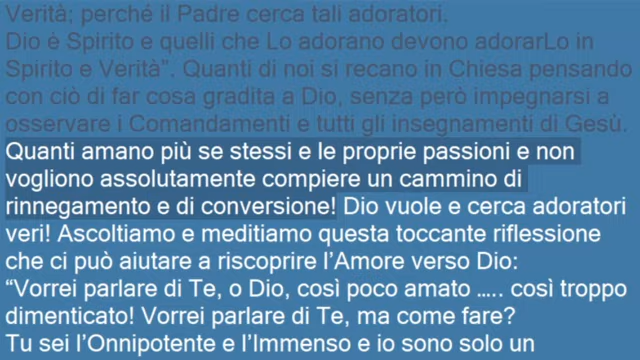 Verità; perché il Padre cerca tali adoratori.
Dio è Spirito e quelli che Lo adorano devono adorarLo in
Spirito e Verità”. Quanti di noi si recano in Chiesa pensando
con ciò di far cosa gradita a Dio, senza però impegnarsi a
osservare i Comandamenti e tutti gli insegnamenti di Gesù.
Quanti amano più se stessi e le proprie passioni e non
vogliono assolutamente compiere un cammino di
rinnegamento e di conversione! Dio vuole e cerca adoratori
veri! Ascoltiamo e meditiamo questa toccante riflessione
che ci può aiutare a riscoprire l’Amore verso Dio:
“Vorrei parlare di Te, o Dio, così poco amato ….. così troppo
dimenticato! Vorrei parlare di Te, ma come fare?
Tu sei l’Onnipotente e l’Immenso e io sono solo un